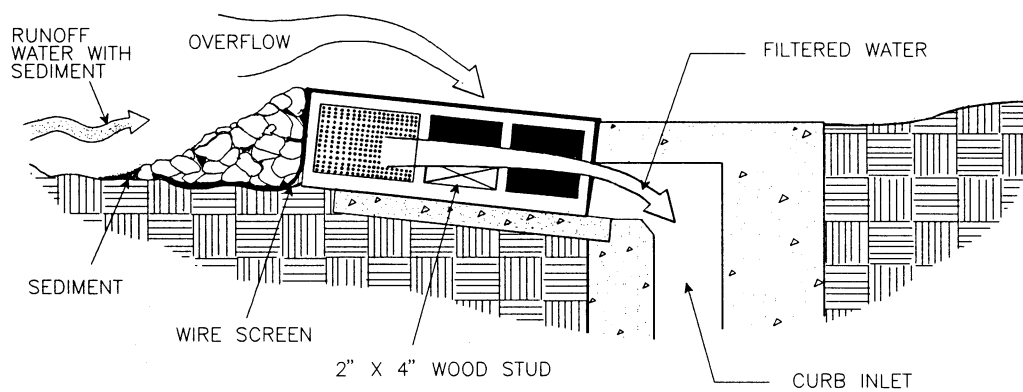 RUNOFF
WATER WITH
SEDIMENT
OVERFLOW
FILTERED WATER
SEDIMENT
WIRE SCREEN
2” X 4” WOOD STUD
CURB INLET